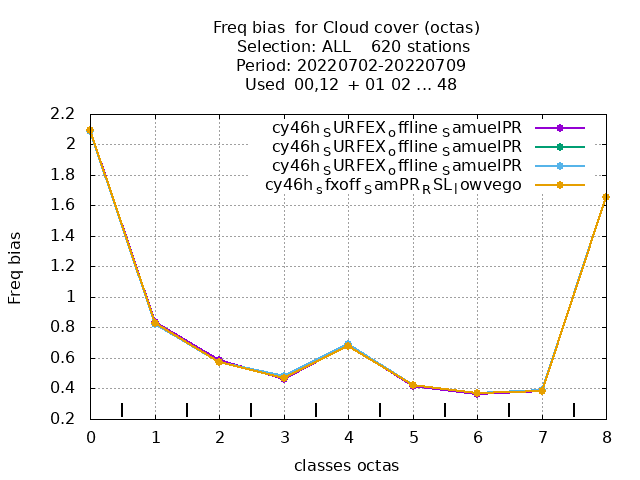 Freq bias  for Cloud cover (octas)
Selection: ALL    620 stations
Period: 20220702-20220709
Used  00,12  + 01 02 ... 48
cy46h_SURFEX_offline_SamuelPR
cy46h_SURFEX_offline_SamuelPR
cy46h_SURFEX_offline_SamuelPR
cy46h_sfxoff_SamPR_RSL_lowvego
Freq bias
2.2
2
1.8
1.6
1.4
1.2
1
0.8
0.6
0.4
0.2
0 1 2 3 4 5 6 7 8
classes octas